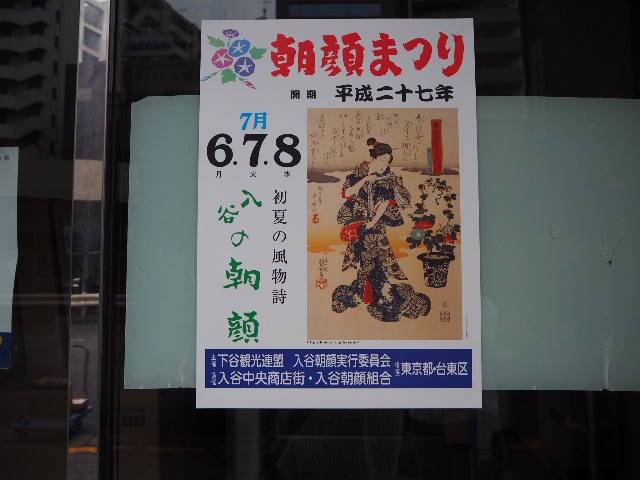 朝顔まつり
開期 平成二十七年
7月
6.7.8
月 火 水
初夏の風物詩
入谷の朝顔
主催 下谷観光連盟 入谷朝顔実行委員会
入谷中央商店街・入谷朝顔組合
東京都・台東区